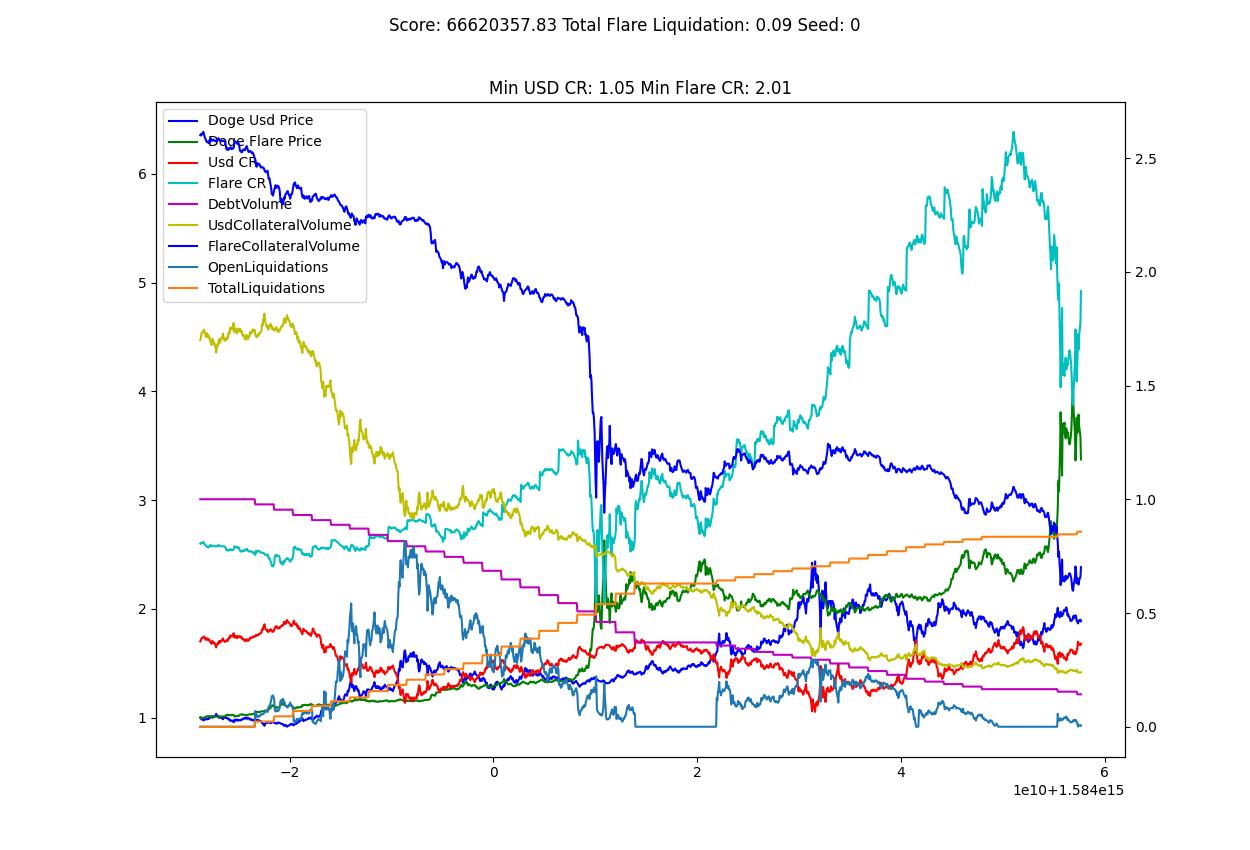 Score: 66620357.83 Total Flare Liquidation: 0.09 Seed: 0
Min USD CR: 1.05 Min Flare CR: 2.01
Doge Usd Price
Doge Flare Price
Usd CR
Flare CR
DebtVolume
UsdCollateralVolume
FlareCollateralVolume
OpenLiquidations
TotalLiquidations
6
5
4
3
2
1
2.5
2.0
1.5
1.0
0.5
0.0
−2
0
2
4
6
1e10+1.584e15